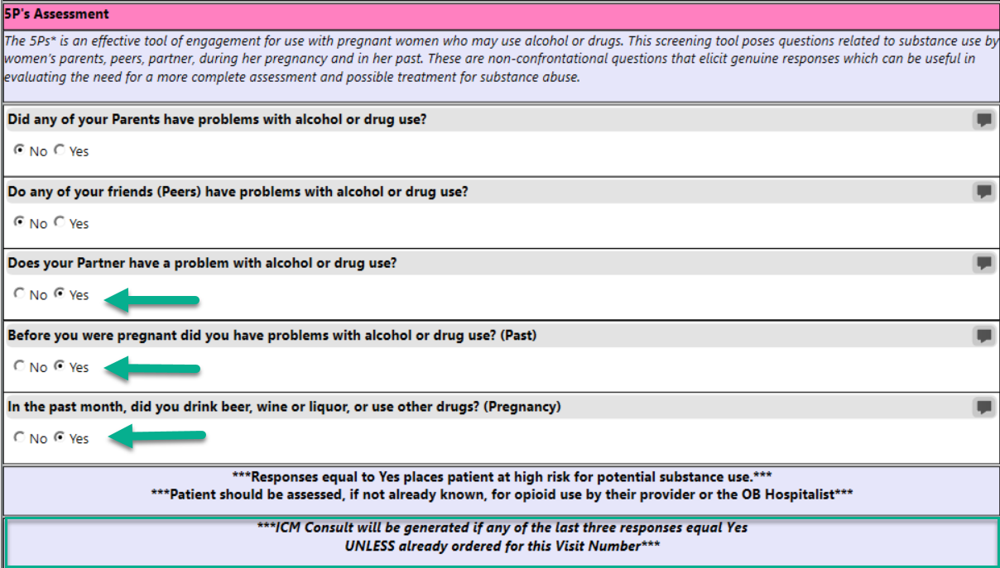 5P's Assessment
The 5Ps* is an effective tool of engagement for use with pregnant women who may use alcohol or drugs. This screening tool poses questions related to substance use by
women's parents, peers, partner, during her pregnancy and in her past. These are non-confrontational questions that elicit genuine responses which can be useful in
evaluating the need for a more complete assessment and possible treatment for substance abuse.
Did any of your Parents have problems with alcohol or drug use?
No Yes
Do any of your friends (Peers) have problems with alcohol or drug use?
No Yes
Does your Partner have a problem with alcohol or drug use?
No Yes
Before you were pregnant did you have problems with alcohol or drug use? (Past)
No Yes
In the past month, did you drink beer, wine or liquor, or use other drugs? (Pregnancy)
No Yes
***Responses equal to Yes places patient at high risk for potential substance use.***
***Patient should be assessed, if not already known, for opioid use by their provider or the OB Hospitalist***
***ICM Consult will be generated if any of the last three responses equal Yes
UNLESS already ordered for this Visit Number***